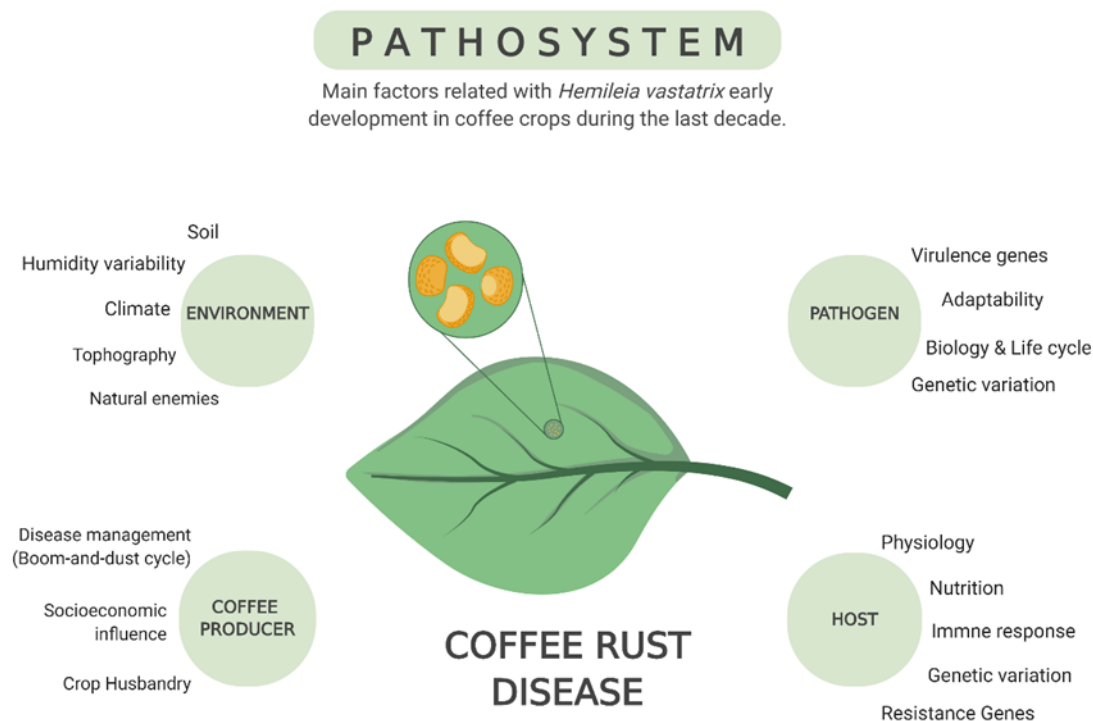 PATHOSYSTEM
Main factors related with Hemileia vastatrix early
development in coffee crops during the last decade.
Soil
Humidity variability
Climate
Tophography
Natural enemies
ENVIRONMENT
Virulence genes
Adaptability
Biology & Life cycle
Genetic variation
PATHOGEN
Disease management
(Boom-and-dust cycle)
Socioeconomic
influence
Crop Husbandry
COFFEE
PRODUCER
COFFEE RUST
DISEASE
Physiology
Nutrition
Immne response
Genetic variation
Resistance Genes
HOST